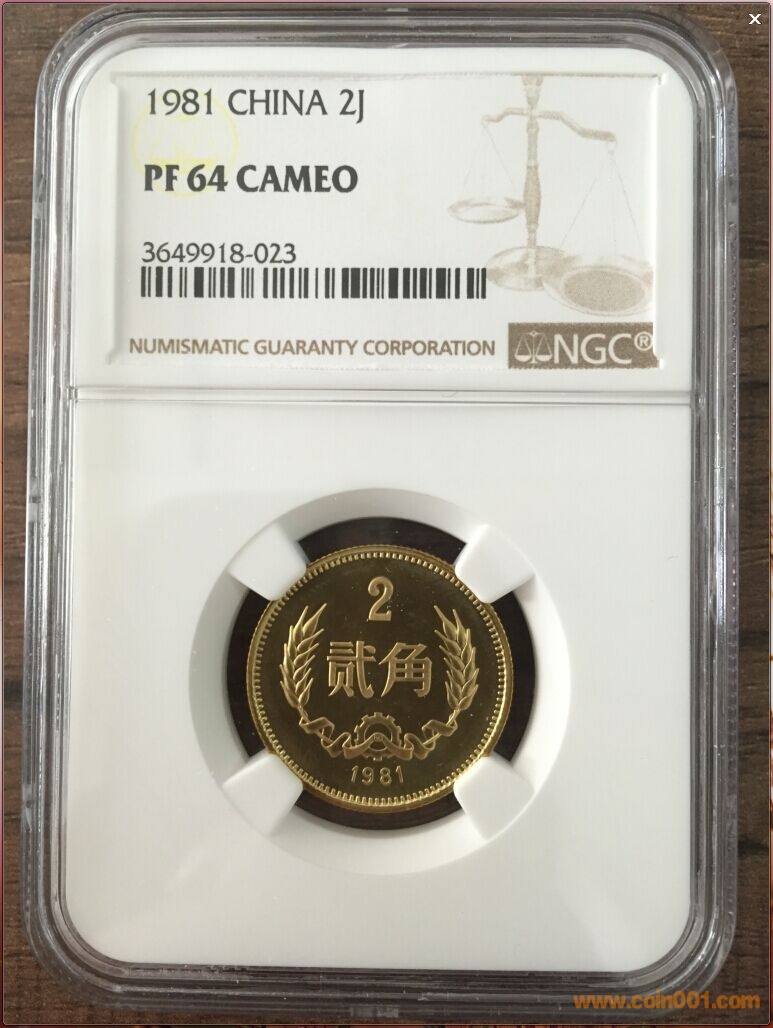 1981 CHINA 2J
PF 64 CAMEO
3649918-023
NUMISMATIC GUARANTY CORPORATION
NGC®
2
贰角
1981
www.coin001.com